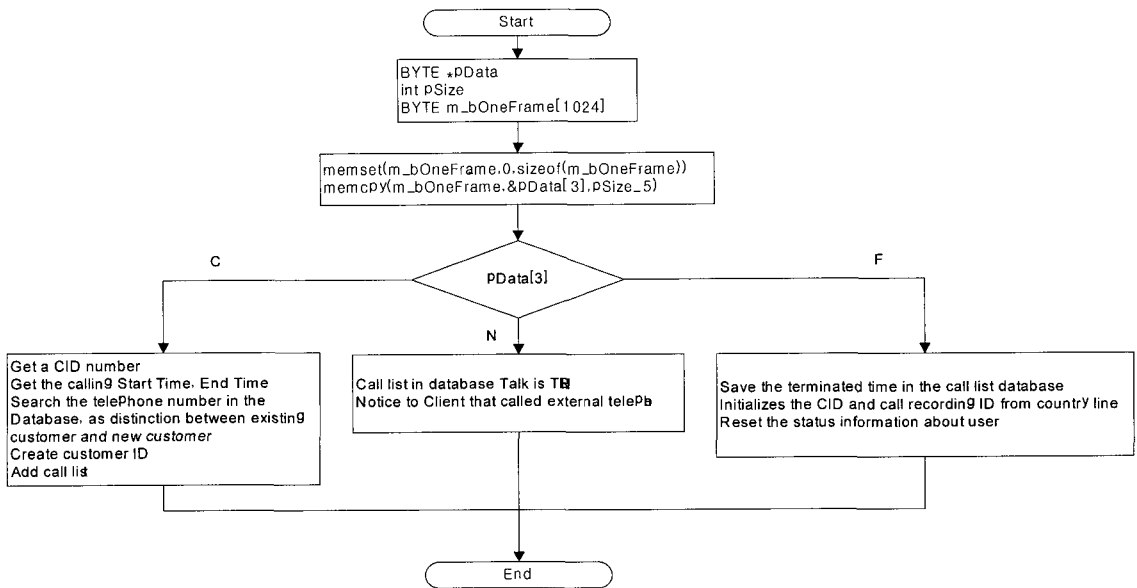 Start
BYTE *pData
int pSize
BYTE m_bOneFrame[1024]
memset(m_bOneFrame,0,sizeof(m_bOneFrame))
memcpy(m_bOneFrame,&pData[3],pSize_5)
pData[3]
C
F
N
Get a CID number
Get the calling Start Time, End Time
Search the telephone number in the
Database, as distinction between existing
customer and new customer
Create customer ID
Add call list
Call list in database Talk is
Notice to Client that called external
Save the terminated time in the call list database
Initializes the CID and call recording ID from country line
Reset the status information about user
End